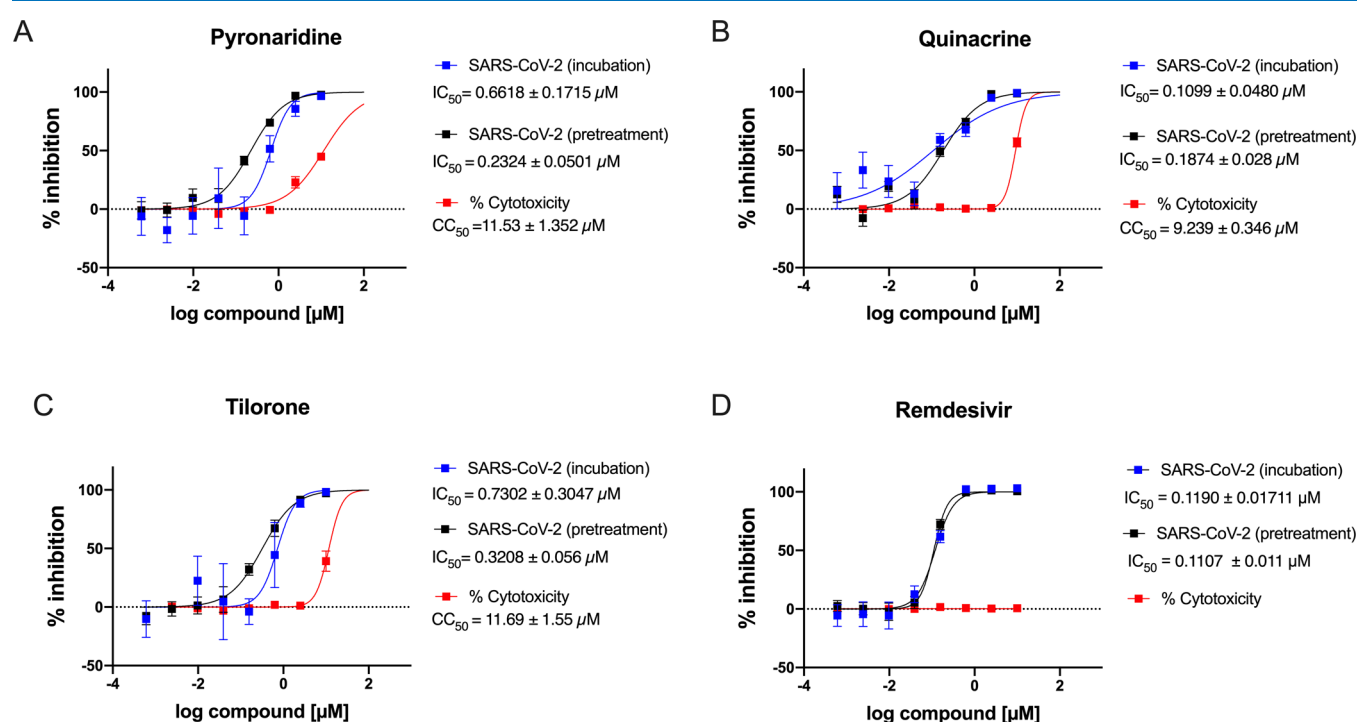 A
Pyronaridine
% inhibition
100
50
0
-50
-4
-2
0
2
log compound [µM]
SARS-CoV-2 (incubation)
IC50= 0.6618 ± 0.1715 µM
SARS-CoV-2 (pretreatment)
IC50= 0.2324 ± 0.0501 µM
% Cytotoxicity
CC50 =11.53 ± 1.352 µM
B
Quinacrine
% inhibition
100
50
0
-50
-4
-2
0
2
log compound [µM]
SARS-CoV-2 (incubation)
IC50= 0.1099 ± 0.0480 µM
SARS-CoV-2 (pretreatment)
IC50= 0.1874 ± 0.028 µM
% Cytotoxicity
CC50 = 9.239 ± 0.346 µM
C
Tilorone
% inhibition
100
50
0
-50
-4
-2
0
2
log compound [µM]
SARS-CoV-2 (incubation)
IC50 = 0.7302 ± 0.3047 µM
SARS-CoV-2 (pretreatment)
IC50= 0.3208 ± 0.056 µM
% Cytotoxicity
CC50 = 11.69 ± 1.55 µM
D
Remdesivir
% inhibition
100
50
0
-50
-4
-2
0
2
log compound [µM]
SARS-CoV-2 (incubation)
IC50 = 0.1190 ± 0.01711 µM
SARS-CoV-2 (pretreatment)
IC50= 0.1107 ± 0.011 µM
% Cytotoxicity